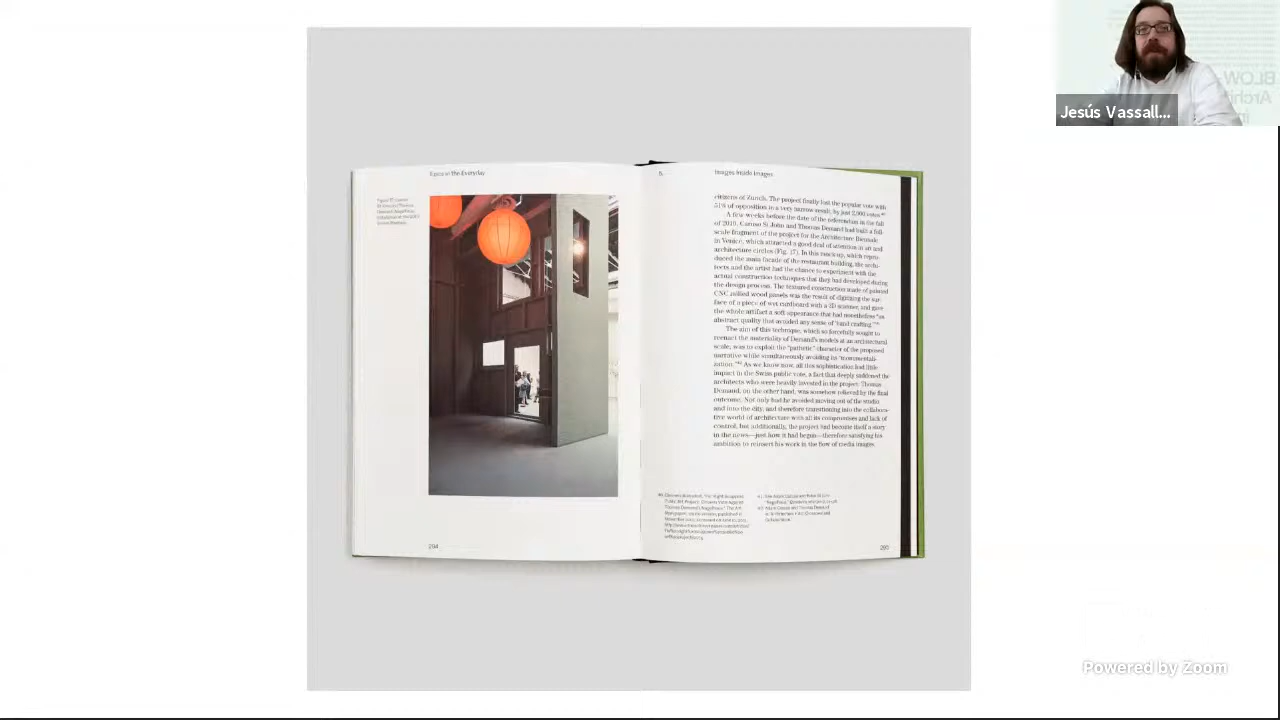 Epics in the Everyday
5.
Images Inside Images
citizens of Zurich. The project finally lost the popular vote with
51% of opposition in a very narrow result, by just 2,900 votes.
A few weeks before the date of the referendum in the fall
of 2010, Caruso St John and Thomas Demand had built a full-
scale fragment of the project for the Architecture Biennale
in Venice, which attracted a good deal of attention in art and
architecture circles (Fig. 17). In this mock-up, which repro-
duced the main facade of the restaurant building, the archi-
tects and the artist had the chance to experiment with the
actual construction techniques that they had developed during
the design process. The textured construction made of painted
CNC milled wood panels was the result of digitizing the sur-
face of a piece of wet cardboard with a 3D scanner, and gave
the whole artifact a soft appearance that had nonetheless "an
abstract quality that avoided any sense of 'hand crafting.'"
The aim of this technique, which so forcefully sought to
reenact the materiality of Demand's models at an architectural
scale, was to exploit the "pathetic" character of the proposed
narrative while simultaneously avoiding its "monumentali-
zation." As we know now, all this sophistication had little
impact in the Swiss public vote, a fact that deeply saddened the
architects who were heavily invested in the project. Thomas
Demand, on the other hand, was somehow relieved by the final
outcome. Not only had he avoided moving out of the studio
and into the city, and therefore transitioning into the collabora-
tive world of architecture with all its compromises and lack of
control, but additionally, the project had become itself a story
in the news—just how it had begun—therefore satisfying his
ambition to reinsert his work in the flow of media images.
294
295
BLOW-
Archit
in
Jesús Vassall...
Powered by Zoom